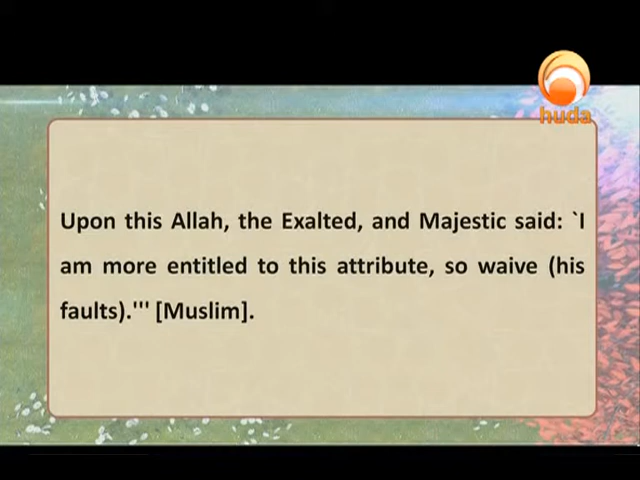 huda
Upon this Allah, the Exalted, and Majestic said: `I
am more entitled to this attribute, so waive (his
faults).''' [Muslim].